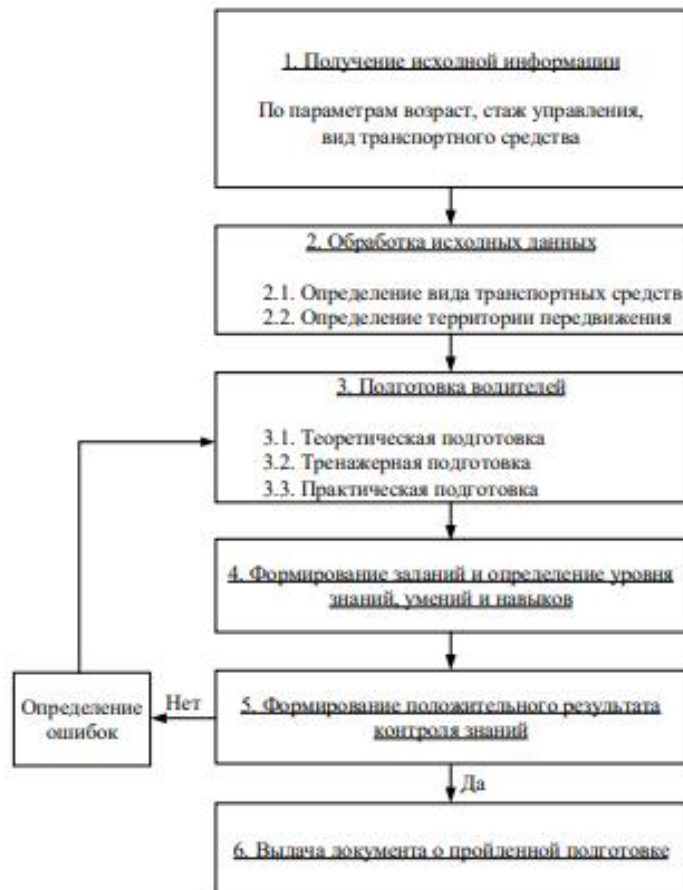 1. Получение исходной информации
По параметрам возраст, стаж управления,
вид транспортного средства
2. Обработка исходных данных
2.1. Определение вида транспортных средств
2.2. Определение территории передвижения
3. Подготовка водителей
3.1. Теоретическая подготовка
3.2. Тренажерная подготовка
3.3. Практическая подготовка
4. Формирование заданий и определение уровня
знаний, умений и навыков
Определение
ошибок
Нет
5. Формирование положительного результата
контроля знаний
Да
6. Выдача документа о пройденной подготовке